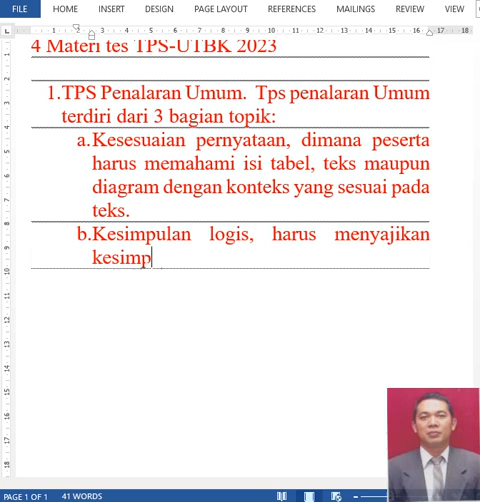 FILE HOME INSERT DESIGN PAGE LAYOUT REFERENCES MAILINGS REVIEW VIEW
4 Materi tes TPS-UTBK 2023
1.TPS Penalaran Umum. Tps penalaran Umum
terdiri dari 3 bagian topik:
a.Kesesuaian pernyataan, dimana peserta
harus memahami isi tabel, teks maupun
diagram dengan konteks yang sesuai pada
teks.
b.Kesimpulan logis, harus menyajikan
kesimp
PAGE 1 OF 1 41 WORDS